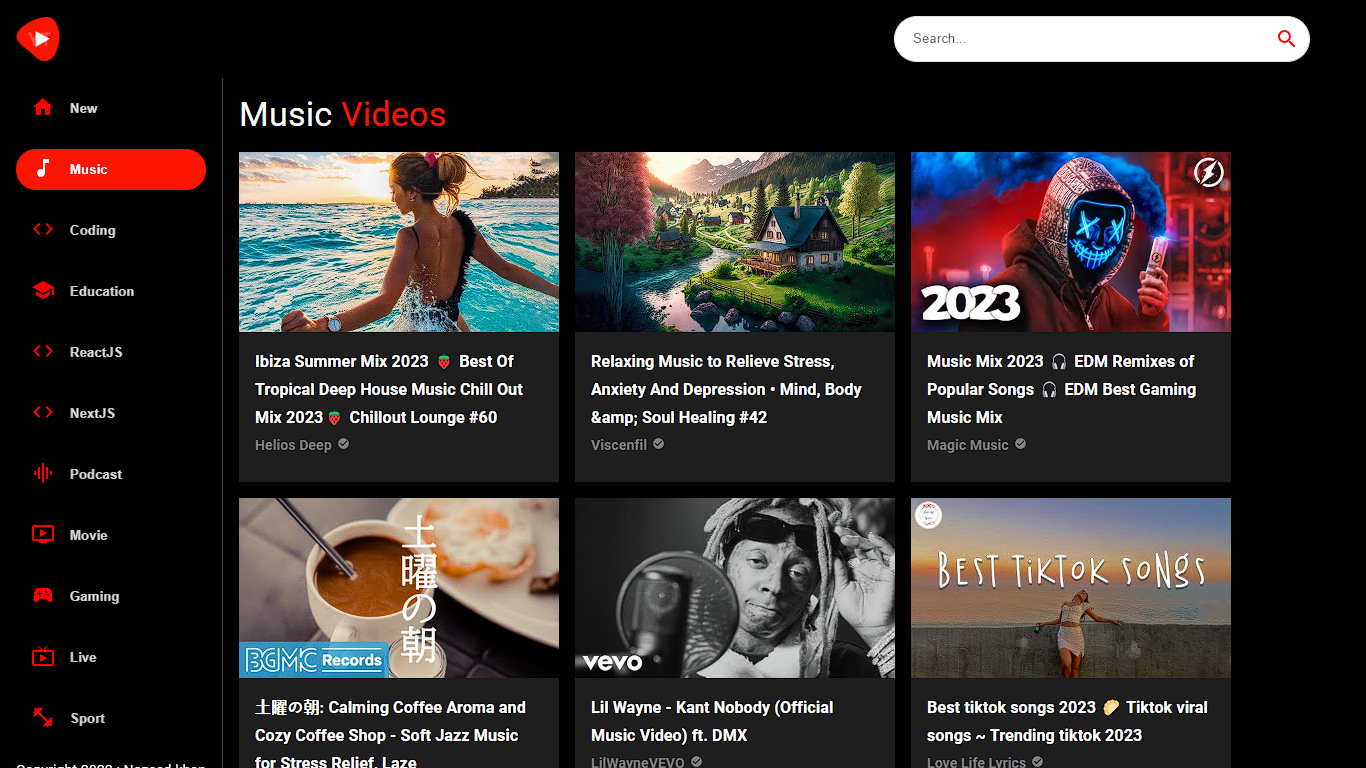 Search...
New
Music
Coding
Education
ReactJS
NextJS
Podcast
Movie
Gaming
Live
Sport
Music Videos
2023
Ibiza Summer Mix 2023 🍓 Best Of
Tropical Deep House Music Chill Out
Mix 2023🍓 Chillout Lounge #60
Helios Deep
Relaxing Music to Relieve Stress,
Anxiety And Depression • Mind, Body
&amp; Soul Healing #42
Viscenfil
Music Mix 2023 🎧 EDM Remixes of
Popular Songs 🎧 EDM Best Gaming
Music Mix
Magic Music
土曜の朝
BGMC Records
vevo
BEST TIKTOK SONGS
土曜の朝: Calming Coffee Aroma and
Cozy Coffee Shop - Soft Jazz Music
for Stress Relief, Laze
Lil Wayne - Kant Nobody (Official
Music Video) ft. DMX
LilWayneVEVO
Best tiktok songs 2023 🥟 Tiktok viral
songs ~ Trending tiktok 2023
Love Life Lyrics